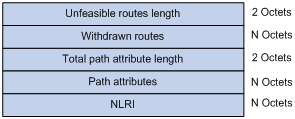 Unfeasible routes length 2 Octets
Withdrawn routes N Octets
Total path attribute length 2 Octets
Path attributes N Octets
NLRI N Octets